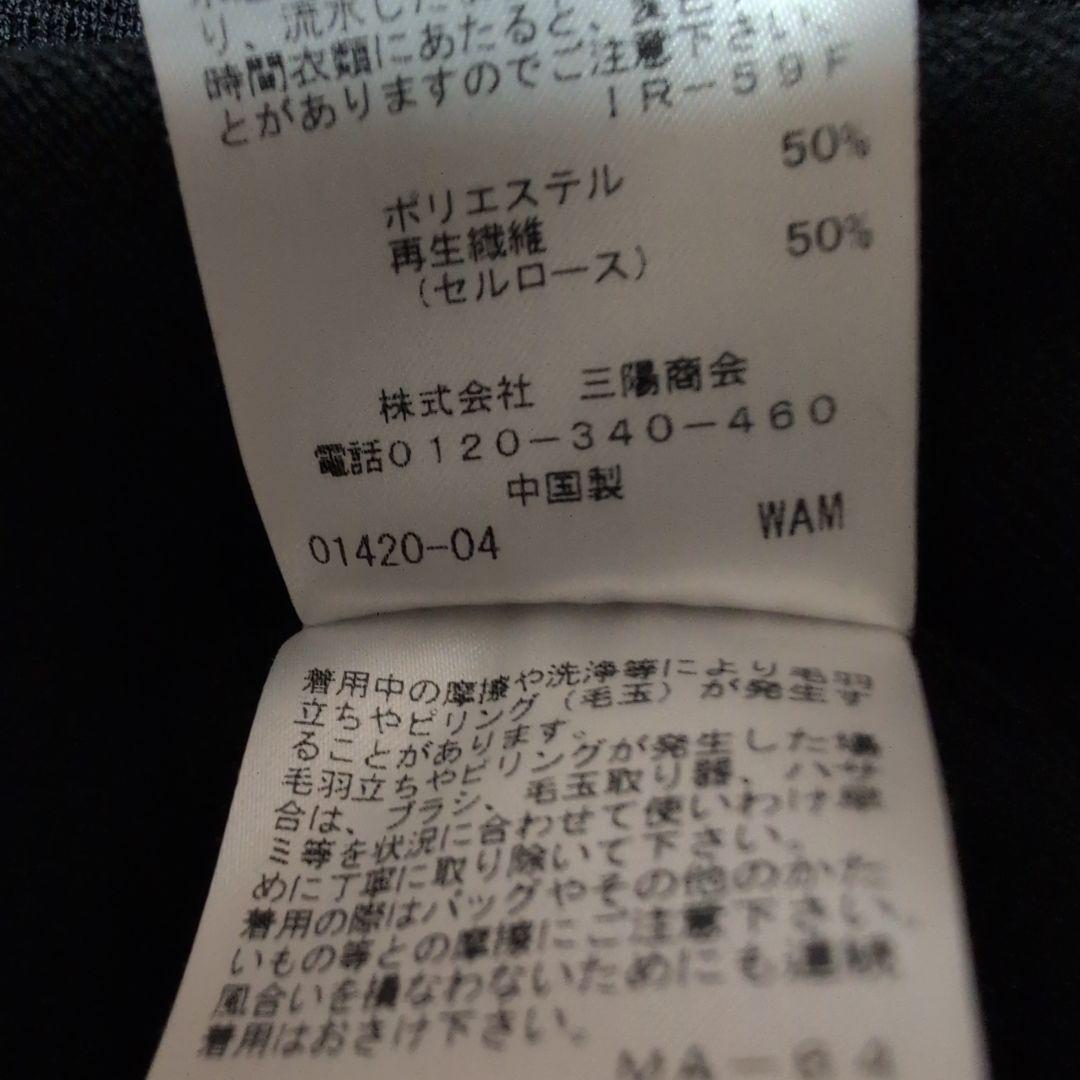 り、流水した
時間衣類にあたると、変
とがありますのでご注意下さい
IR-59F
ポリエステル 50%
再生繊維
(セルロース) 50%
株式会社 三陽商会
電話0120-340-460
中国製
01420-04 WAM
着用中の摩擦や洗浄等により毛羽
立ちやピリング(毛玉)が発生す
ることがあります。
毛羽立ちやピリングが発生した場
合は、ブラシ、毛玉取り器、ハサ
ミ等を状況に合わせて使いわけ早
めに丁寧に取り除いて下さい。
着用の際はバッグやその他のかた
いもの等との摩擦にご注意下さい。
風合いを損なわないためにも連続
着用はおさけ下さい。